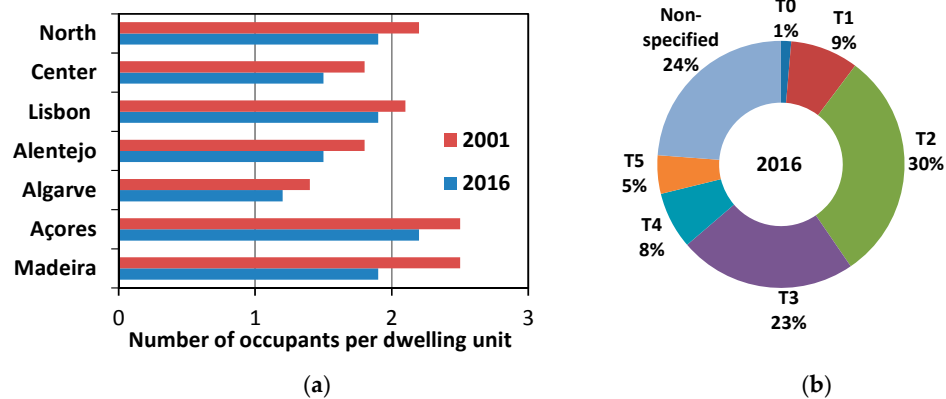 North
Center
Lisbon
Alentejo
Algarve
Açores
Madeira
2001
2016
0 1 2 3
Number of occupants per dwelling unit
(a)
Non-
specified
24%
T0
1%
T1
9%
T2
30%
T3
23%
T4
8%
T5
5%
2016
(b)